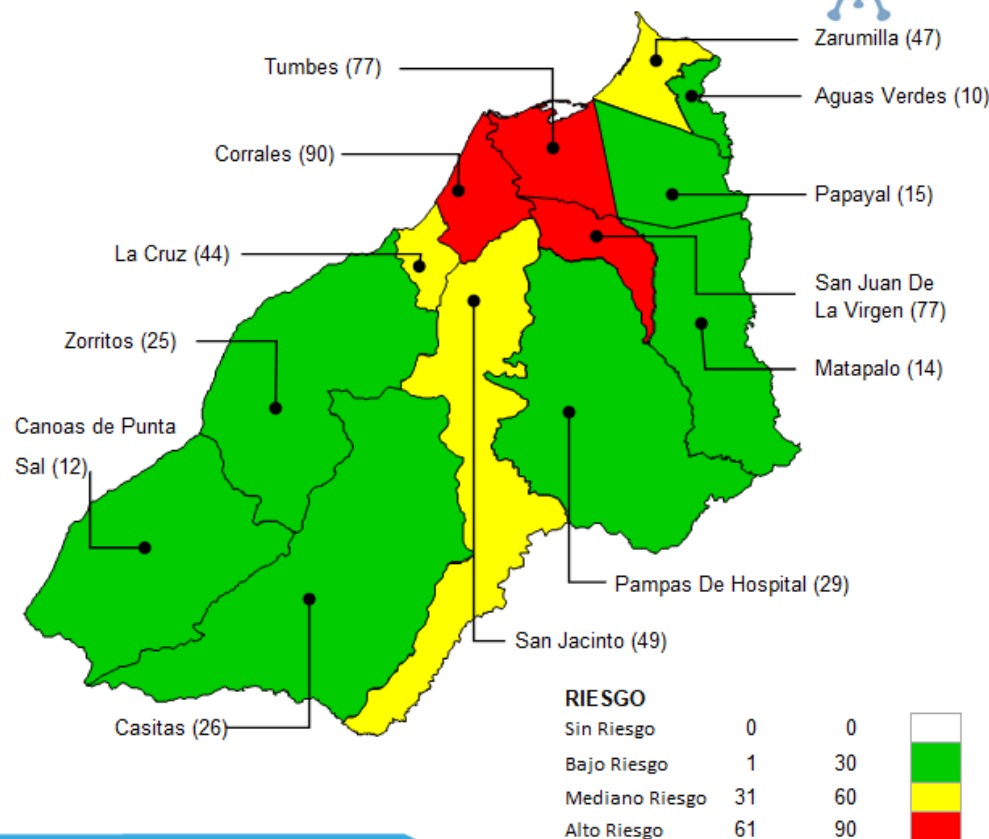 Zarumilla (47)
Tumbes (77)
Aguas Verdes (10)
Corrales (90)
Papayal (15)
La Cruz (44)
San Juan De
La Virgen (77)
Zorritos (25)
Matapalo (14)
Canoas de Punta
Sal (12)
Pampas De Hospital (29)
San Jacinto (49)
Casitas (26)
RIESGO
Sin Riesgo 0 0
Bajo Riesgo 1 30
Mediano Riesgo 31 60
Alto Riesgo 61 90